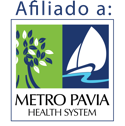 Afiliado a:
METRO PAVIA
HEALTH SYSTEM